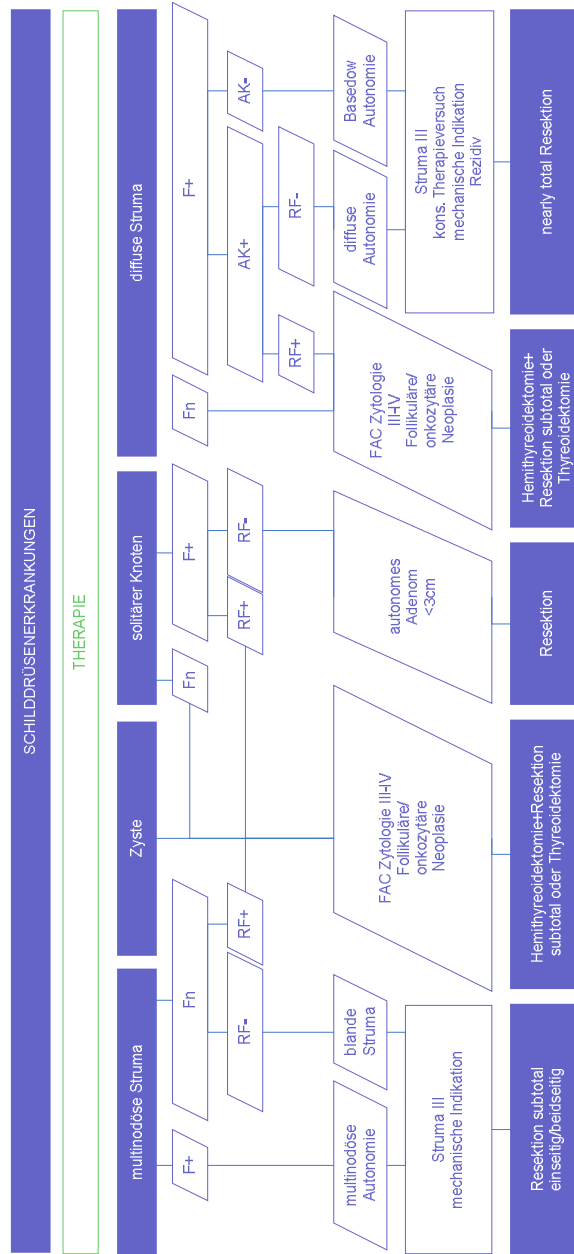 SCHILDDRÜSENERKRANKUNGEN
THERAPIE
multinodöse Struma
Zyste
solitärer Knoten
diffuse Struma
F+
Fn
Fn
F+
Fn
F+
RF-
RF+
RF+
RF-
AK+
AK-
RF+
RF-
multinodöse
Autonomie
blande
Struma
FAC Zytologie III-IV
Follikuläre/
onkozytäre
Neoplasie
autonomes
Adenom
<3cm
FAC Zytologie
III-IV
Follikuläre/
onkozytäre
Neoplasie
diffuse
Autonomie
Basedow
Autonomie
Struma III
mechanische Indikation
Struma III
kons. Therapieversuch
mechanische Indikation
Rezidiv
Resektion subtotal
einseitig/beidseitig
Hemithyreoidektomie+Resektion
subtotal oder Thyreoidektomie
Resektion
Hemithyreoidektomie+
Resektion subtotal oder
Thyreoidektomie
nearly total Resektion